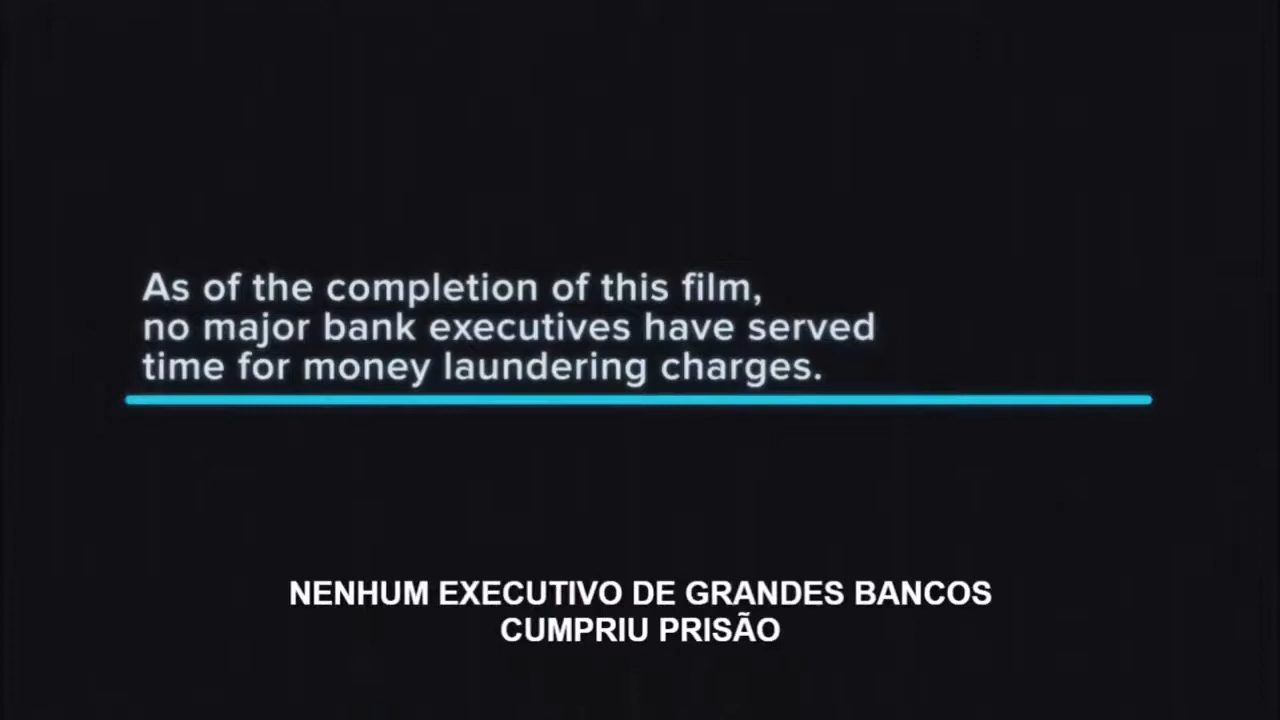 As of the completion of this film,
no major bank executives have served
time for money laundering charges.
NENHUM EXECUTIVO DE GRANDES BANCOS
CUMPRIU PRISÃO